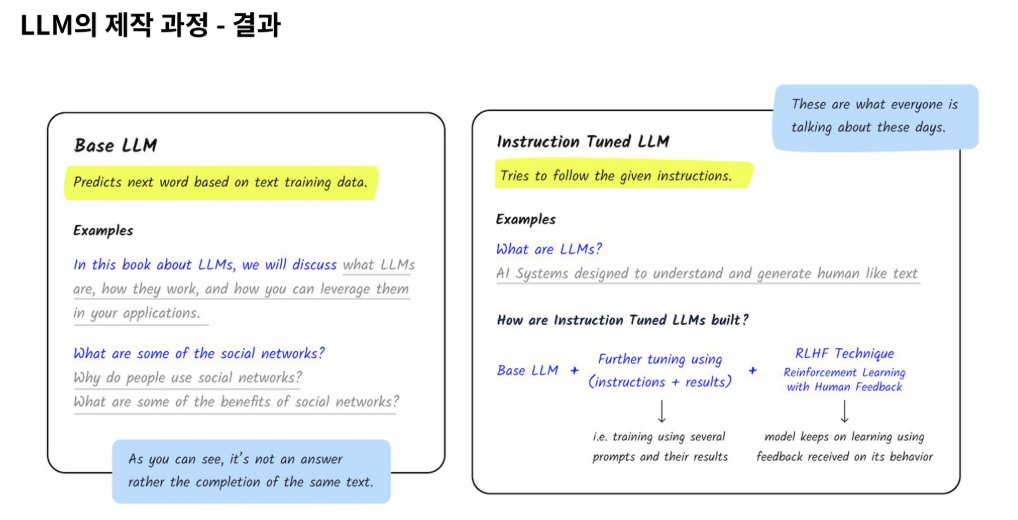 LLM의 제작 과정 - 결과
Base LLM
Predicts next word based on text training data.
Examples
In this book about LLMs, we will discuss what LLMs
are, how they work, and how you can leverage them
in your applications.
What are some of the social networks?
Why do people use social networks?
What are some of the benefits of social networks?
As you can see, it's not an answer
rather the completion of the same text.
These are what everyone is
talking about these days.
Instruction Tuned LLM
Tries to follow the given instructions.
Examples
What are LLMs?
AI Systems designed to understand and generate human like text
How are Instruction Tuned LLMs built?
Base LLM + Further tuning using
(instructions + results)
+ RLHF Technique
Reinforcement Learning
with Human Feedback
i.e. training using several
prompts and their results
model keeps on learning using
feedback received on its behavior